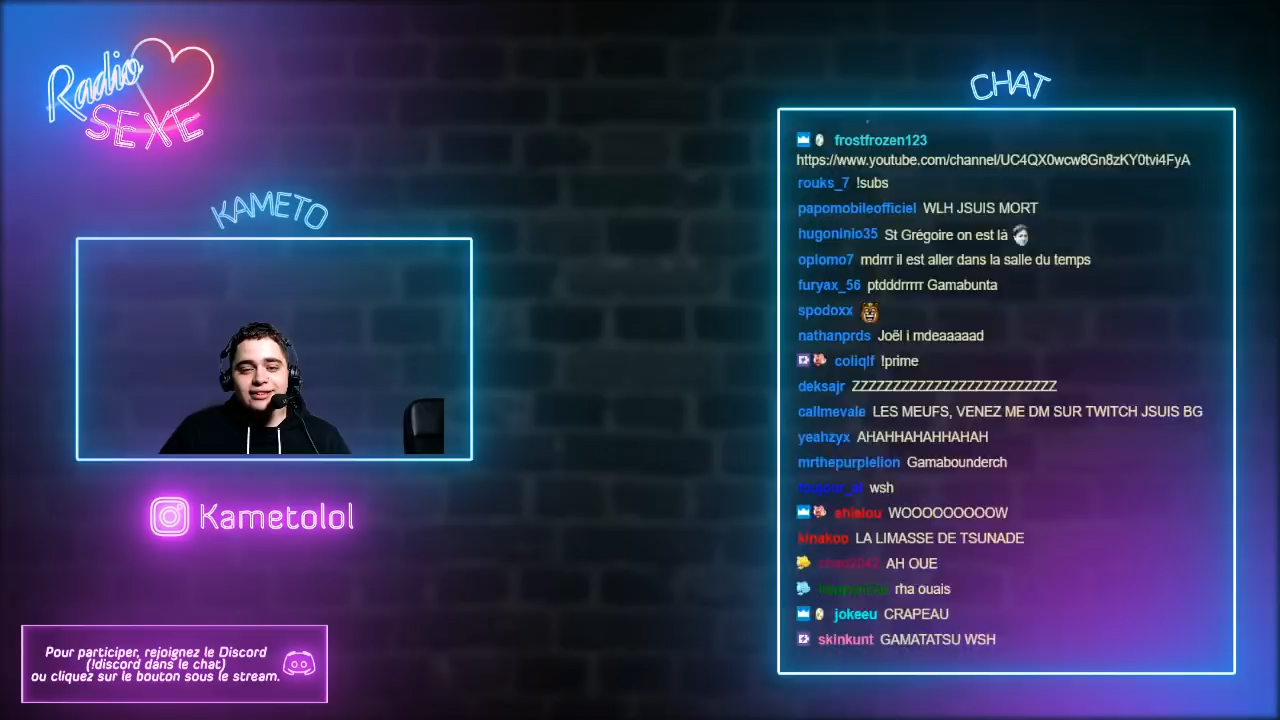 Radio
SEXE
KAMETO
Kametolol
Pour participer, rejoignez le Discord
(!discord dans le chat)
ou cliquez sur le bouton sous le stream.
CHAT
frostfrozen123
https://www.youtube.com/channel/UC4QX0wcw8Gn8zKY0tvi4FyA
rouks_7 !subs
papomobileofficiel WLH JSUIS MORT
hugoninio35 St Grégoire on est là
oplomo7 mdrrr il est aller dans la salle du temps
furyax_56 ptdddrrrrr Gamabunta
spodoxx
nathanprds Joël i mdeaaaaad
coliqlf !prime
deksajr ZZZZZZZZZZZZZZZZZZZZZZZZZ
callmevale LES MEUFS, VENEZ ME DM SUR TWITCH JSUIS BG
yeahzyx AHAHHAHAHHAHAH
mrthepurplelion Gamabounderch
wsh
shielou WOOOOOOOOOW
kinakoo LA LIMASSE DE TSUNADE
AH OUE
rha ouais
jokeeu CRAPEAU
skinkunt GAMATATSU WSH